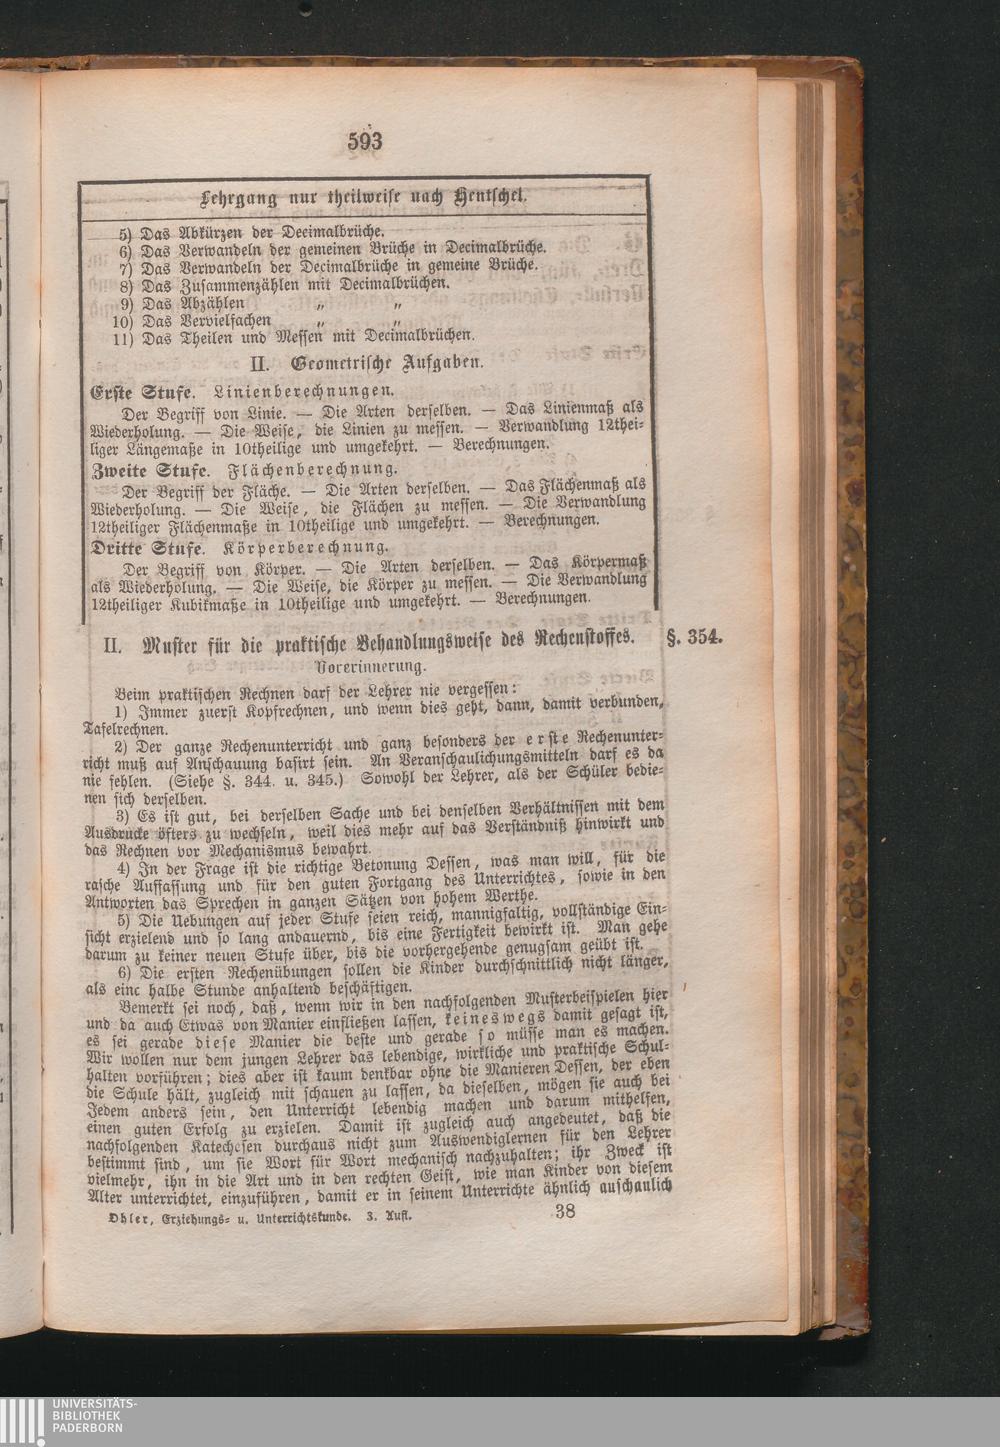 593
Lehrgang nur theilweise nach Hentschel.
5) Das Abkürzen der Decimalbrüche.
6) Das Verwandeln der gemeinen Brüche in Decimalbrüche.
7) Das Verwandeln der Decimalbrüche in gemeine Brüche.
8) Das Zusammenzählen mit Decimalbrüchen.
9) Das Abzählen „ „
10) Das Vervielfachen „ „
11) Das Theilen und Messen mit Decimalbrüchen.
II. Geometrische Aufgaben.
Erste Stufe. Linienberechnungen.
Der Begriff von Linie. — Die Arten derselben. — Das Linienmaß als
Wiederholung. — Die Weise, die Linien zu messen. — Verwandlung 12thei-
liger Längemaße in 10theilige und umgekehrt. — Berechnungen.
Zweite Stufe. Flächenberechnung.
Der Begriff der Fläche. — Die Arten derselben. — Das Flächenmaß als
Wiederholung. — Die Weise, die Flächen zu messen. — Die Verwandlung
12theiliger Flächenmaße in 10theilige und umgekehrt. — Berechnungen.
Dritte Stufe. Körperberechnung.
Der Begriff von Körper. — Die Arten derselben. — Das Körpermaß
als Wiederholung. — Die Weise, die Körper zu messen. — Die Verwandlung
12theiliger Kubikmaße in 10theilige und umgekehrt. — Berechnungen.
II. Muster für die praktische Behandlungsweise des Rechenstoffes. §. 354.
Vorerinnerung.
Beim praktischen Rechnen darf der Lehrer nie vergessen:
1) Immer zuerst Kopfrechnen, und wenn dies geht, dann, damit verbunden,
Tafelrechnen.
2) Der ganze Rechenunterricht und ganz besonders der erste Rechenunter-
richt muß auf Anschauung basirt sein. An Veranschaulichungsmitteln darf es da
nie fehlen. (Siehe §. 344. u. 345.) Sowohl der Lehrer, als der Schüler bedie-
nen sich derselben.
3) Es ist gut, bei derselben Sache und bei denselben Verhältnissen mit dem
Ausdrucke öfters zu wechseln, weil dies mehr auf das Verständniß hinwirkt und
das Rechnen vor Mechanismus bewahrt.
4) In der Frage ist die richtige Betonung Dessen, was man will, für die
rasche Auffassung und für den guten Fortgang des Unterrichtes, sowie in den
Antworten das Sprechen in ganzen Sätzen von hohem Werthe.
5) Die Uebungen auf jeder Stufe seien reich, mannigfaltig, vollständige Ein-
sicht erzielend und so lang andauernd, bis eine Fertigkeit bewirkt ist. Man gehe
darum zu keiner neuen Stufe über, bis die vorhergehende genugsam geübt ist.
6) Die ersten Rechenübungen sollen die Kinder durchschnittlich nicht länger,
als eine halbe Stunde anhaltend beschäftigen.
Bemerkt sei noch, daß, wenn wir in den nachfolgenden Musterbeispielen hier
und da auch Etwas von Manier einfließen lassen, keineswegs damit gesagt ist,
es sei gerade diese Manier die beste und gerade so müsse man es machen.
Wir wollen nur dem jungen Lehrer das lebendige, wirkliche und praktische Schul-
halten vorführen; dies aber ist kaum denkbar ohne die Manieren Dessen, der eben
die Schule hält, zugleich mit schauen zu lassen, da dieselben, mögen sie auch bei
Jedem anders sein, den Unterricht lebendig machen und darum mithelfen,
einen guten Erfolg zu erzielen. Damit ist zugleich auch angedeutet, daß die
nachfolgenden Katechesen durchaus nicht zum Auswendiglernen für den Lehrer
bestimmt sind, um sie Wort für Wort mechanisch nachzuhalten; ihr Zweck ist
vielmehr, ihn in die Art und in den rechten Geist, wie man Kinder von diesem
Alter unterrichtet, einzuführen, damit er in seinem Unterrichte ähnlich anschaulich
Ohler, Erziehungs- u. Unterrichtskunde. 3. Aufl. 38
UNIVERSITÄTS-
BIBLIOTHEK
PADERBORN